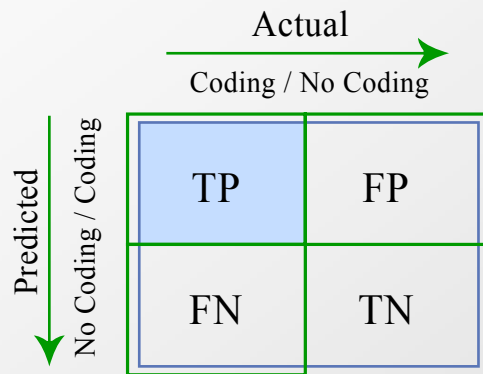 Actual
Coding / No Coding
Predicted
No Coding / Coding
TP FP
FN TN